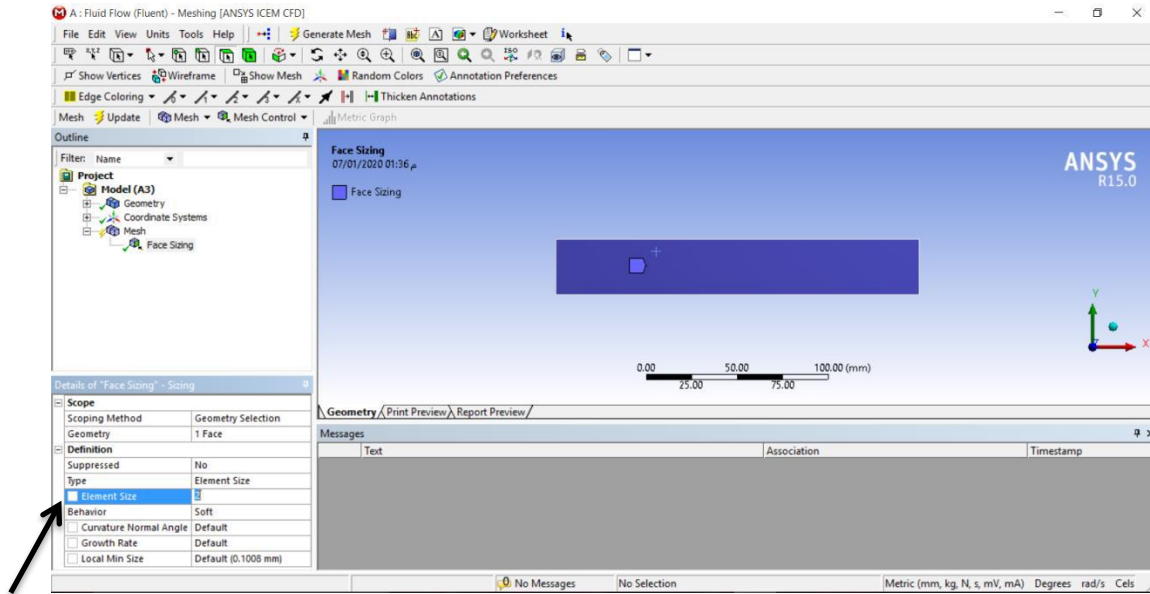 A : Fluid Flow (Fluent) - Meshing [ANSYS ICEM CFD]
File Edit View Units Tools Help Generate Mesh A Worksheet i
Show Vertices Wireframe Show Mesh Random Colors Annotation Preferences
Edge Coloring Thicken Annotations
Mesh Update Mesh Mesh Control Metric Graph
Outline
Filter: Name
Project
Model (A3)
Geometry
Coordinate Systems
Mesh
Face Sizing
Face Sizing
07/01/2020 01:36 م
Face Sizing
ANSYS
R15.0
Y
X
0.00 50.00 100.00 (mm)
25.00 75.00
Geometry Print Preview Report Preview
Details of "Face Sizing" - Sizing
Scope
Scoping Method Geometry Selection
Geometry 1 Face
Definition
Suppressed No
Type Element Size
Element Size 2
Behavior Soft
Curvature Normal Angle Default
Growth Rate Default
Local Min Size Default (0.1008 mm)
Messages
Text Association Timestamp
No Messages No Selection Metric (mm, kg, N, s, mV, mA) Degrees rad/s Cels